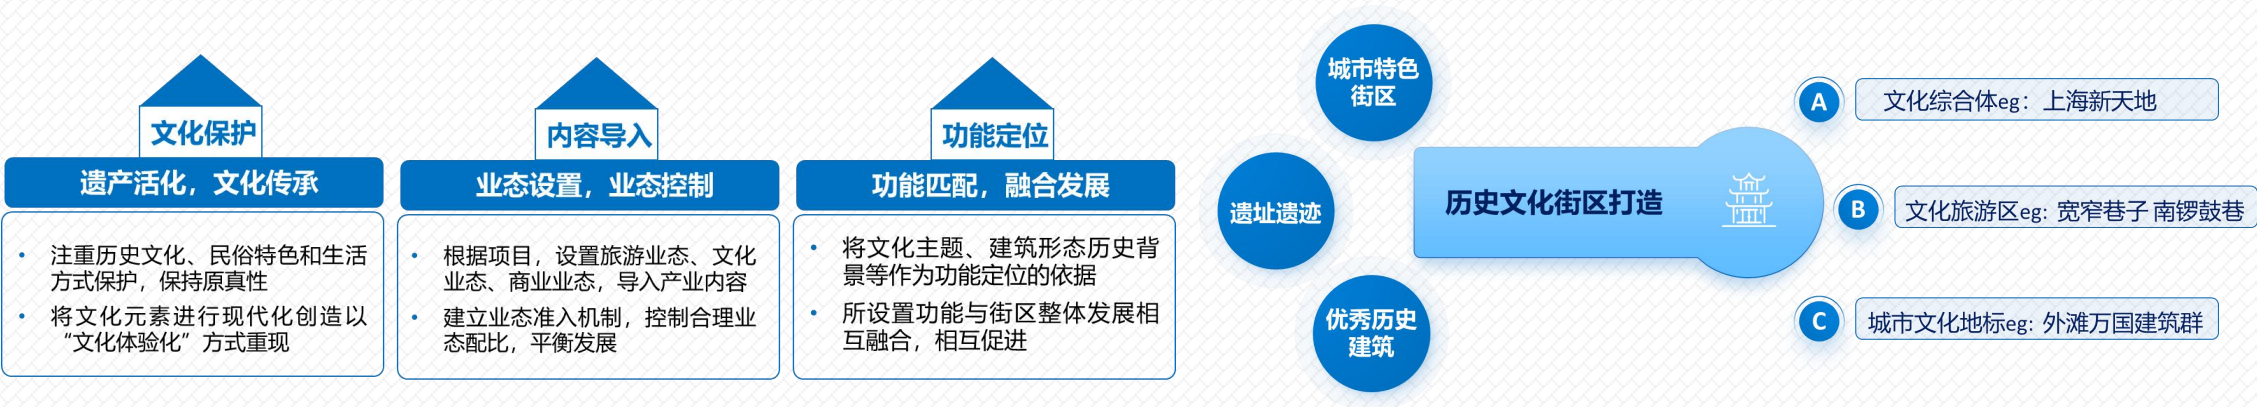 文化保护
遗产活化，文化传承
• 注重历史文化、民俗特色和生活
方式保护，保持原真性
• 将文化元素进行现代化创造以
“文化体验化”方式重现
内容导入
业态设置，业态控制
• 根据项目，设置旅游业态、文化
业态、商业业态，导入产业内容
• 建立业态准入机制，控制合理业
态配比，平衡发展
功能定位
功能匹配，融合发展
• 将文化主题、建筑形态历史背
景等作为功能定位的依据
• 所设置功能与街区整体发展相
互融合，相互促进
城市特色
街区
遗址遗迹
优秀历史
建筑
历史文化街区打造
A 文化综合体eg：上海新天地
B 文化旅游区eg: 宽窄巷子 南锣鼓巷
C 城市文化地标eg: 外滩万国建筑群